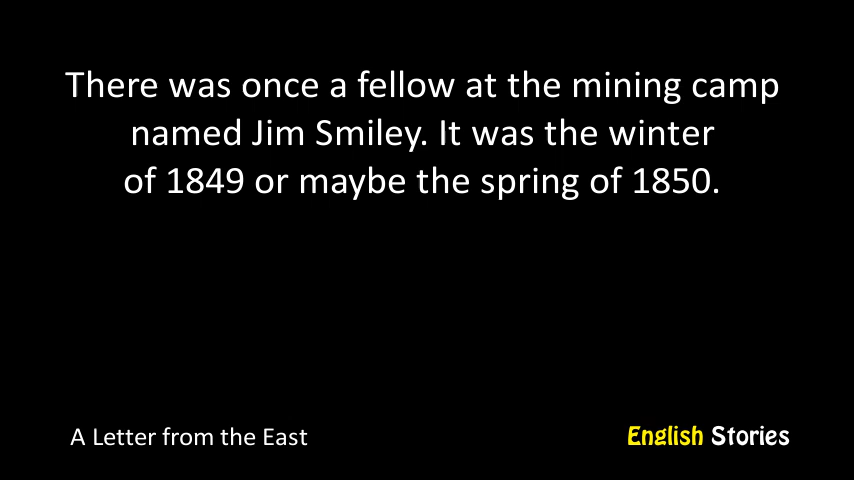 There was once a fellow at the mining camp
named Jim Smiley. It was the winter
of 1849 or maybe the spring of 1850.
A Letter from the East
English Stories